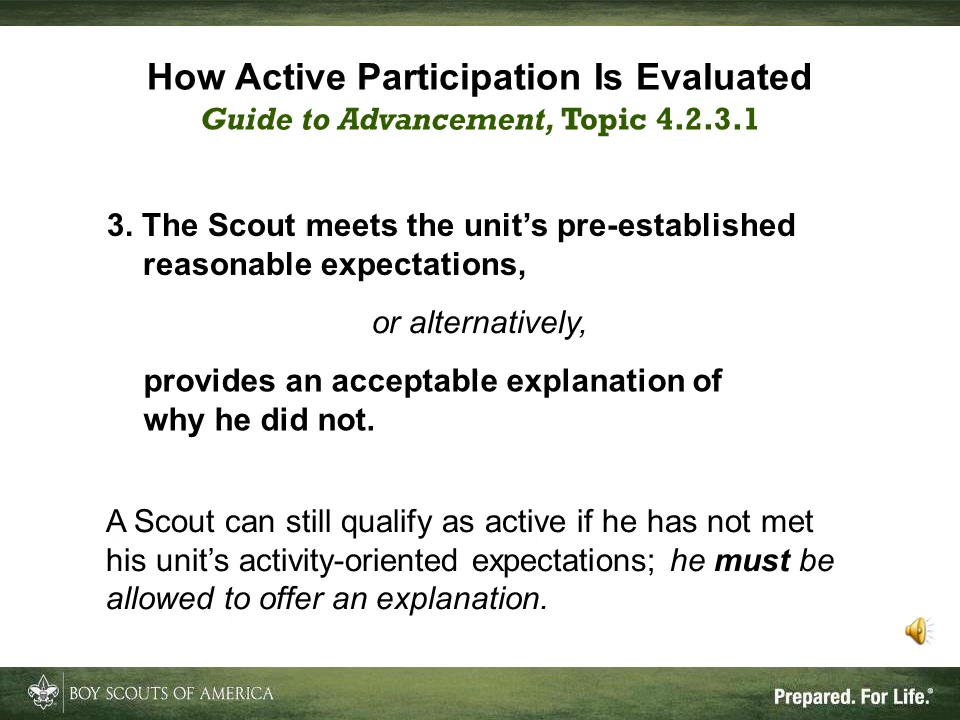 How Active Participation Is Evaluated
Guide to Advancement, Topic 4.2.3.1
3. The Scout meets the unit’s pre-established
reasonable expectations,
or alternatively,
provides an acceptable explanation of
why he did not.
A Scout can still qualify as active if he has not met
his unit’s activity-oriented expectations; he must be
allowed to offer an explanation.
BOY SCOUTS OF AMERICA
Prepared. For Life.®